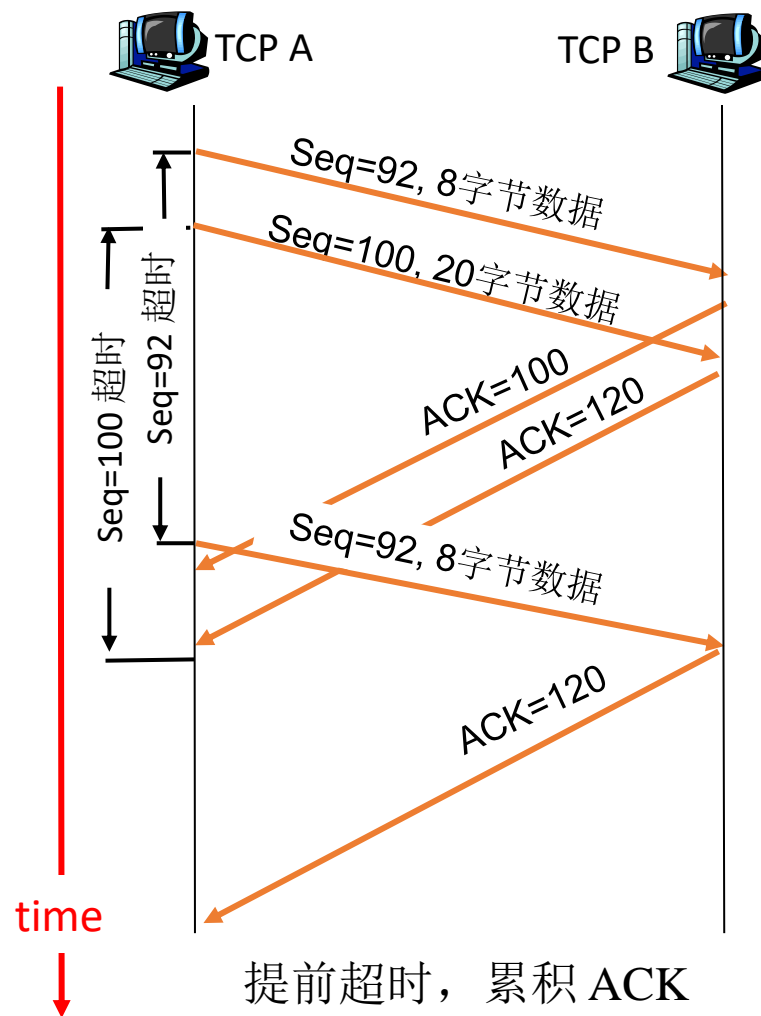 TCP A
TCP B
Seq=92, 8字节数据
Seq=100, 20字节数据
Seq=100 超时
Seq=92 超时
ACK=100
ACK=120
Seq=92, 8字节数据
ACK=120
time
提前超时，累积 ACK